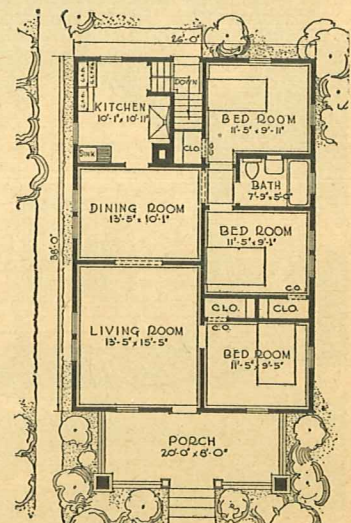 26'-0"
KITCHEN
10'-1" x 10'-11"
SINK
DOWN
CLO.
BED ROOM
11'-5" x 9'-11"
BATH
7'-9" x 5'-0"
DINING ROOM
13'-5" x 10'-1"
BED ROOM
11'-5" x 9'-1"
C.O.
38'-0"
CLO.
CLO.
C.O.
LIVING ROOM
13'-5" x 15'-5"
BED ROOM
11'-5" x 9'-5"
PORCH
20'-0" x 8'-0"